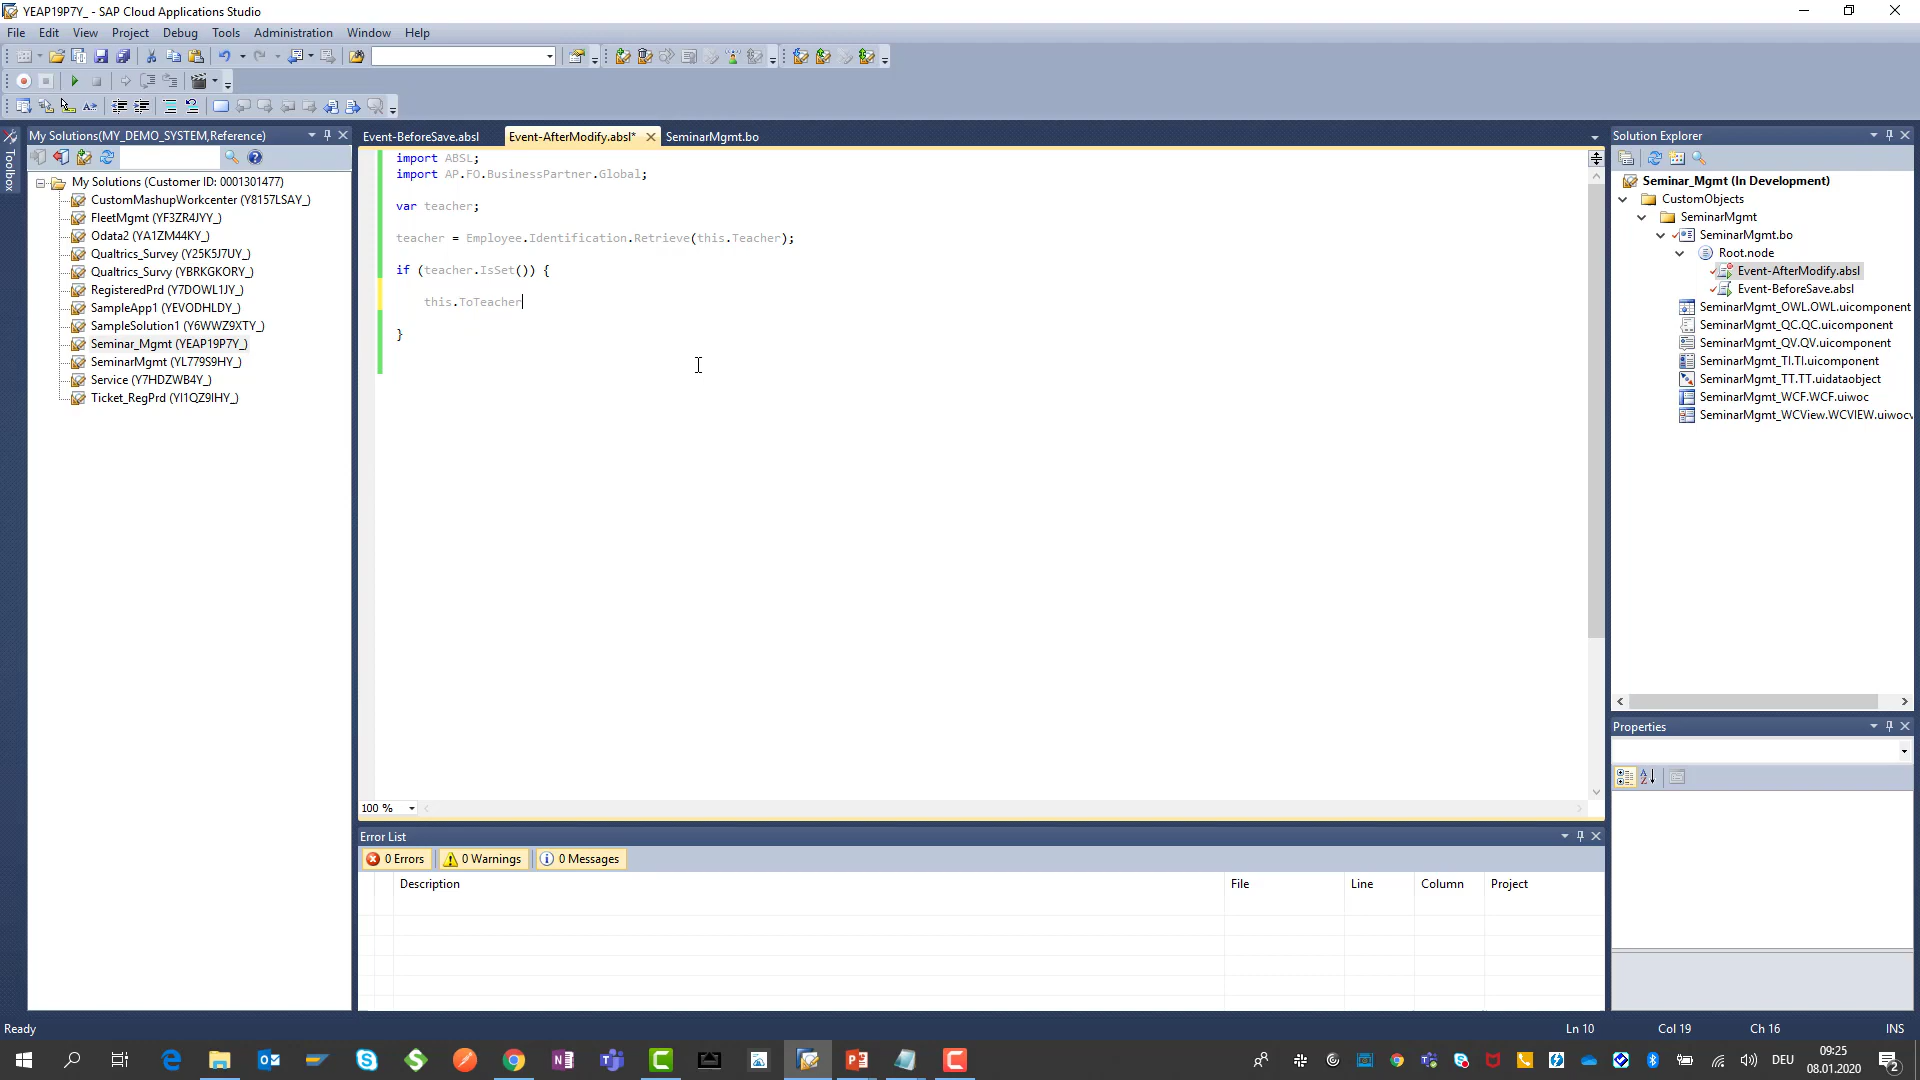 YEAP19P7Y_ - SAP Cloud Applications Studio
File Edit View Project Debug Tools Administration Window Help
My Solutions(MY_DEMO_SYSTEM,Reference)
Toolbox
My Solutions (Customer ID: 0001301477)
CustomMashupWorkcenter (Y8157LSAY_)
FleetMgmt (YF3ZR4JYY_)
Odata2 (YA1ZM44KY_)
Qualtrics_Survey (Y25K5J7UY_)
Qualtrics_Survy (YBRKGKORY_)
RegisteredPrd (Y7DOWL1JY_)
SampleApp1 (YEVODHLDY_)
SampleSolution1 (Y6WWZ9XTY_)
Seminar_Mgmt (YEAP19P7Y_)
SeminarMgmt (YL779S9HY_)
Service (Y7HDZWB4Y_)
Ticket_RegPrd (YI1QZ9IHY_)
Event-BeforeSave.absl Event-AfterModify.absl* SeminarMgmt.bo
import ABSL;
import AP.FO.BusinessPartner.Global;
var teacher;
teacher = Employee.Identification.Retrieve(this.Teacher);
if (teacher.IsSet()) {
this.ToTeacher
}
100 %
Error List
0 Errors 0 Warnings 0 Messages
Description File Line Column Project
Solution Explorer
Seminar_Mgmt (In Development)
CustomObjects
SeminarMgmt
SeminarMgmt.bo
Root.node
Event-AfterModify.absl
Event-BeforeSave.absl
SeminarMgmt_OWL.OWL.uicomponent
SeminarMgmt_QC.QC.uicomponent
SeminarMgmt_QV.QV.uicomponent
SeminarMgmt_TI.TI.uicomponent
SeminarMgmt_TT.TT.uidataobject
SeminarMgmt_WCF.WCF.uiwoc
SeminarMgmt_WCView.WCVIEW.uiwocv
Properties
Ready Ln 10 Col 19 Ch 16 INS
DEU
09:25
08.01.2020
2